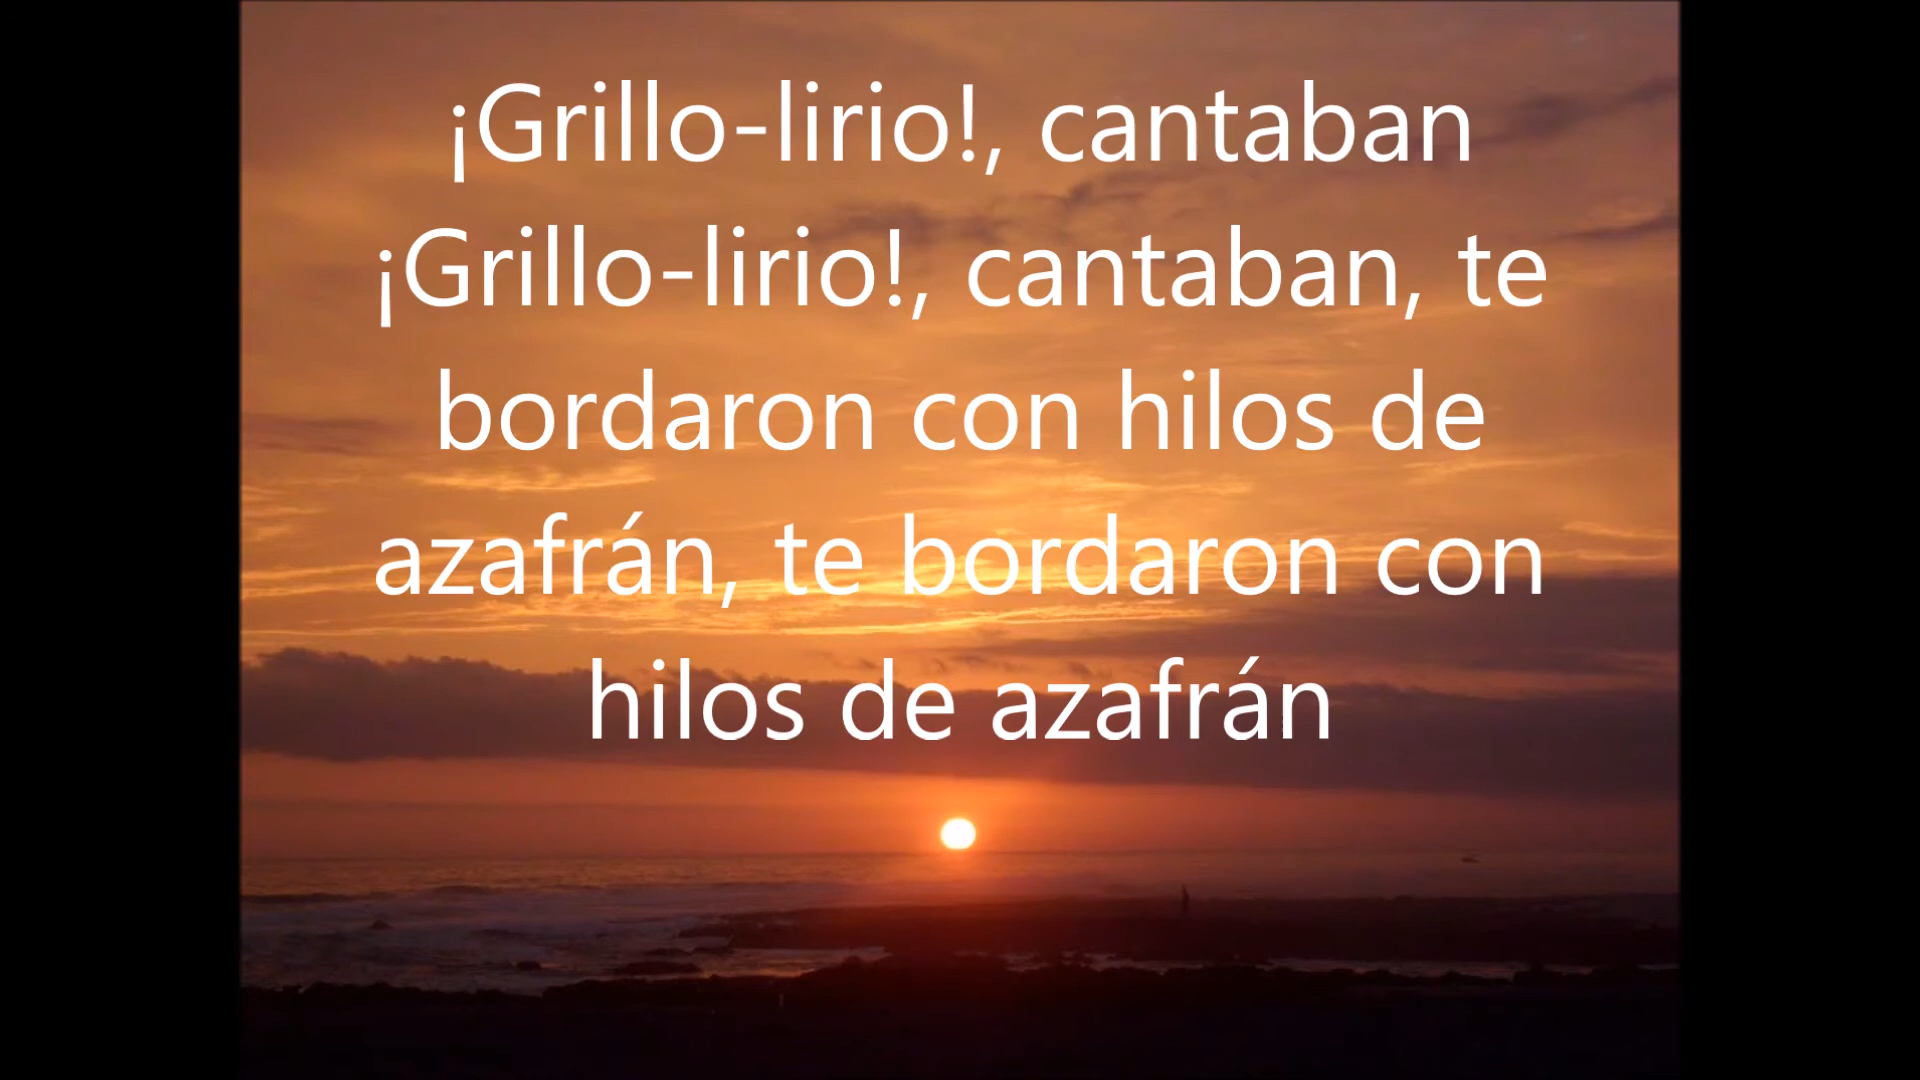 ¡Grillo-lirio!, cantaban
¡Grillo-lirio!, cantaban, te
bordaron con hilos de
azafrán, te bordaron con
hilos de azafrán